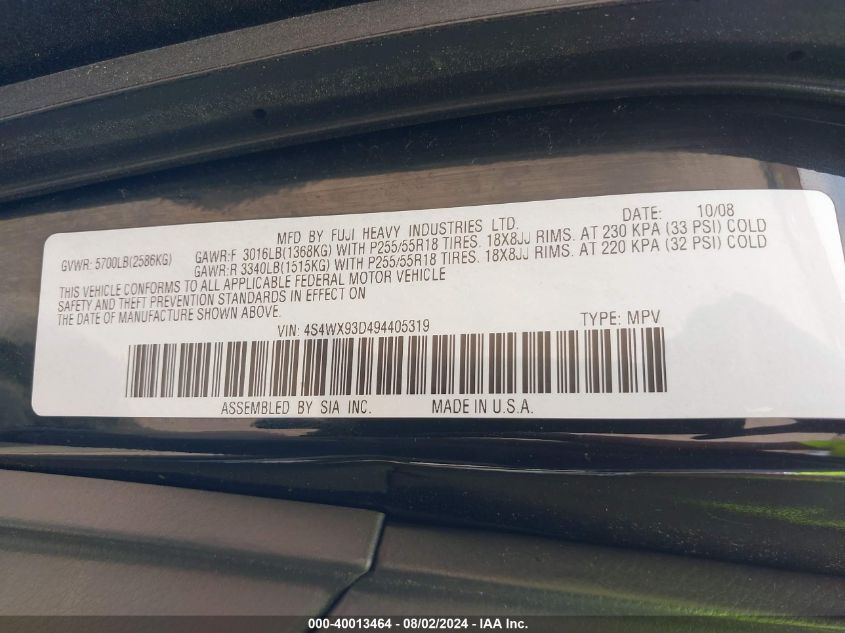 MFD BY FUJI HEAVY INDUSTRIES LTD. DATE: 10/08
GVWR: 5700LB(2586KG) GAWR:F 3016LB(1368KG) WITH P255/55R18 TIRES. 18X8JJ RIMS. AT 230 KPA (33 PSI) COLD
GAWR:R 3340LB(1515KG) WITH P255/55R18 TIRES. 18X8JJ RIMS. AT 220 KPA (32 PSI) COLD
THIS VEHICLE CONFORMS TO ALL APPLICABLE FEDERAL MOTOR VEHICLE
SAFETY AND THEFT PREVENTION STANDARDS IN EFFECT ON
THE DATE OF MANUFACTURE SHOWN ABOVE.
VIN: 4S4WX93D494405319 TYPE: MPV
ASSEMBLED BY SIA INC. MADE IN U.S.A.
000-40013464 - 08/02/2024 - IAA Inc.